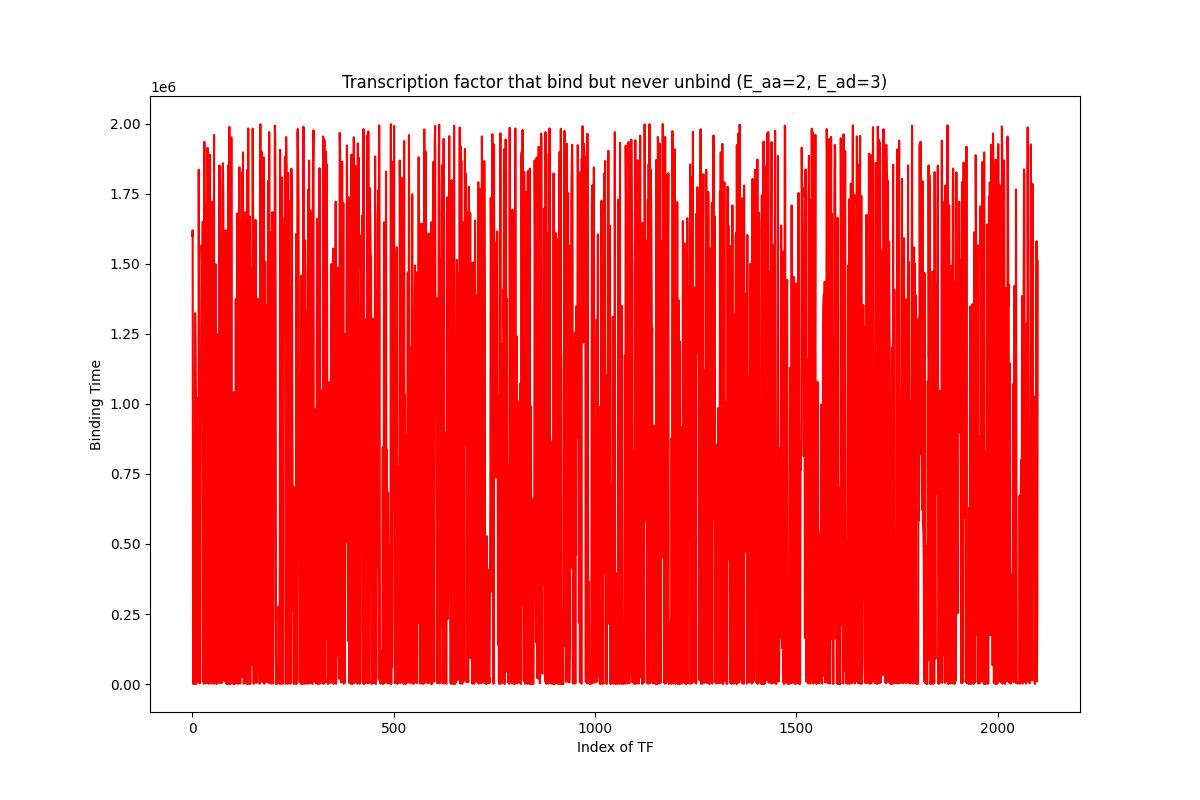 Transcription factor that bind but never unbind (E_aa=2, E_ad=3)
1e6
2.00
1.75
1.50
1.25
1.00
0.75
0.50
0.25
0.00
Binding Time
0 500 1000 1500 2000
Index of TF